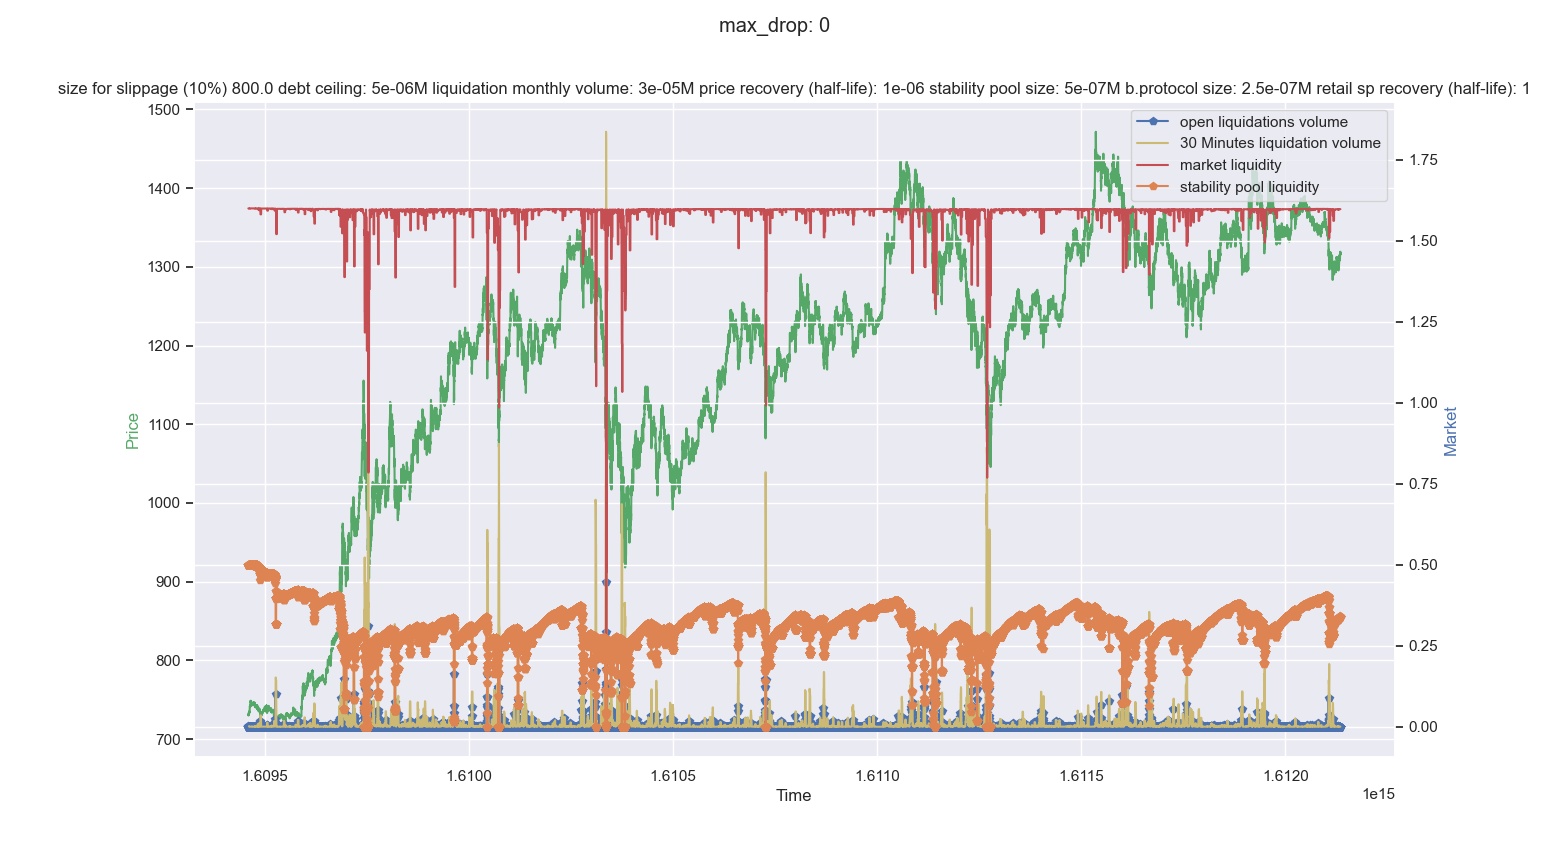 max_drop: 0
size for slippage (10%) 800.0 debt ceiling: 5e-06M liquidation monthly volume: 3e-05M price recovery (half-life): 1e-06 stability pool size: 5e-07M b.protocol size: 2.5e-07M retail sp recovery (half-life): 1
open liquidations volume
30 Minutes liquidation volume
market liquidity
stability pool liquidity
1500
1400
1300
1200
1100
1000
900
800
700
Price
1.75
1.50
1.25
1.00
0.75
0.50
0.25
0.00
Market
1.6095 1.6100 1.6105 1.6110 1.6115 1.6120
1e15
Time